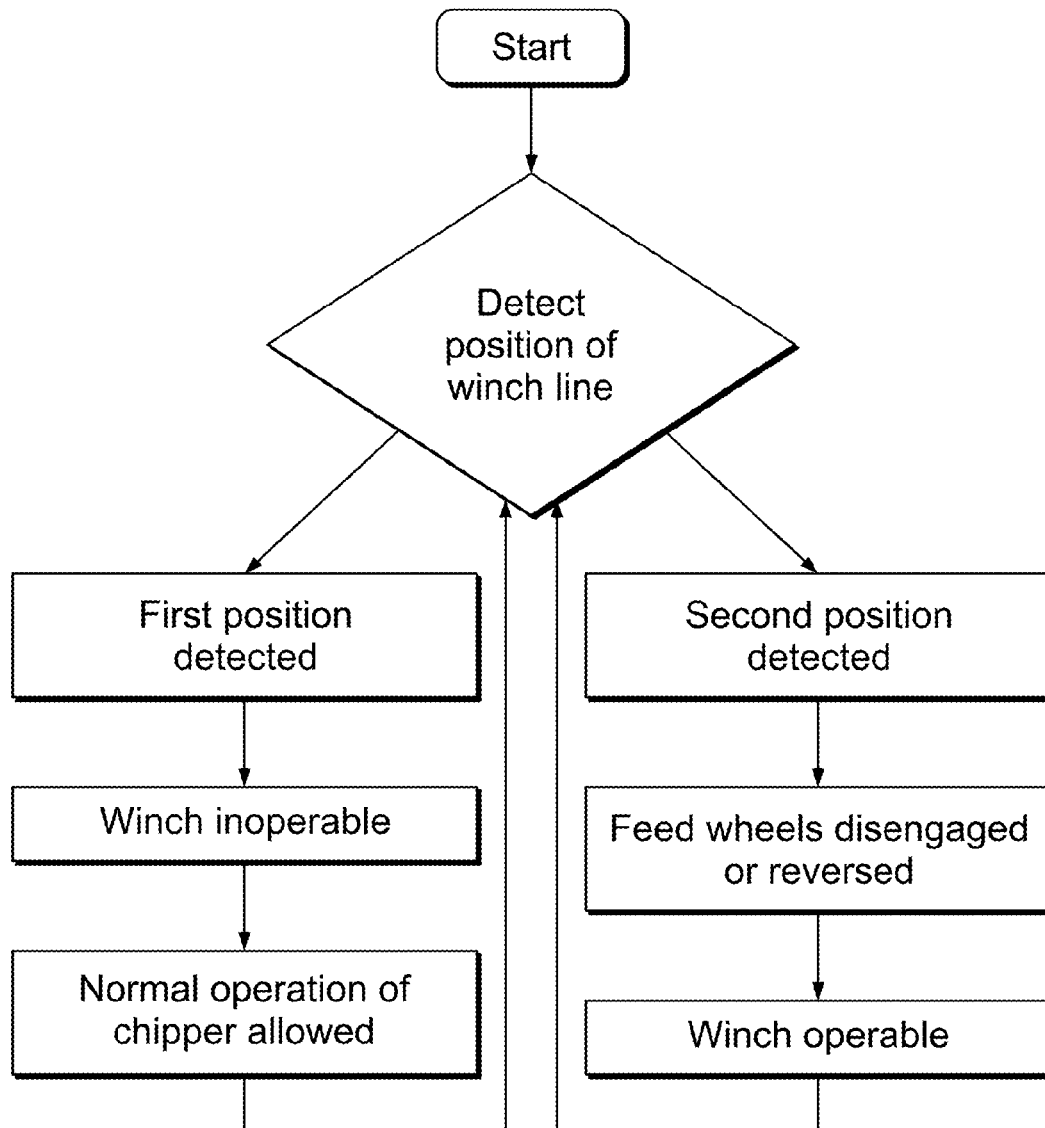 Start
Detect
position of
winch line
First position
detected
Second position
detected
Winch inoperable
Feed wheels disengaged
or reversed
Normal operation of
chipper allowed
Winch operable